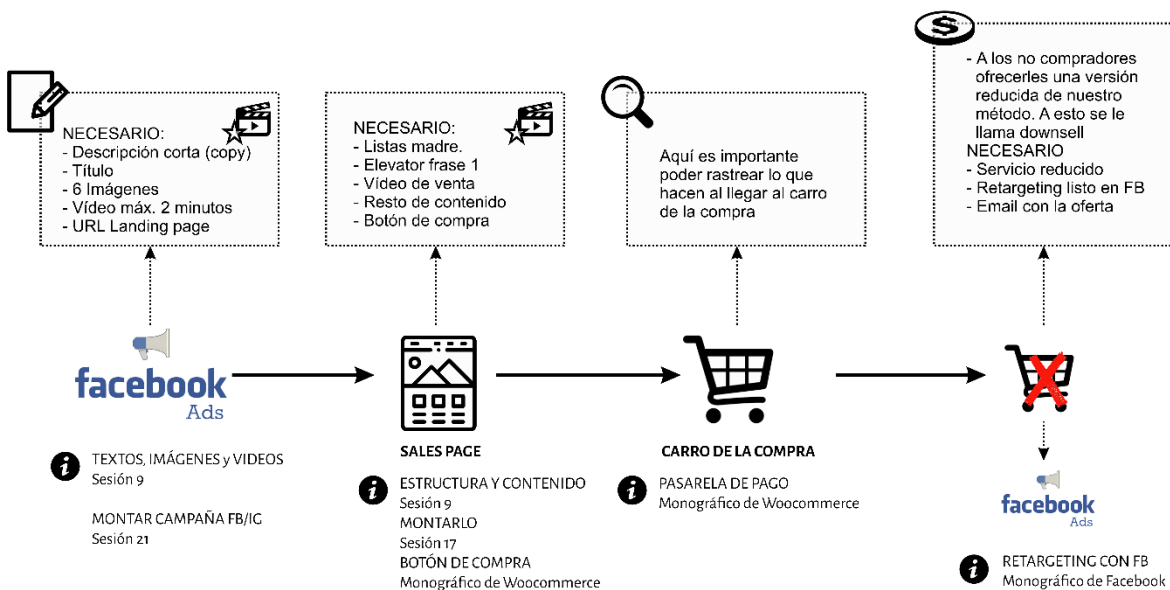 NECESARIO:
- Descripción corta (copy)
- Título
- 6 Imágenes
- Vídeo máx. 2 minutos
- URL Landing page
NECESARIO:
- Listas madre.
- Elevator frase 1
- Vídeo de venta
- Resto de contenido
- Botón de compra
Aquí es importante
poder rastrear lo que
hacen al llegar al carro
de la compra
$
- A los no compradores
ofrecerles una versión
reducida de nuestro
método. A esto se le
llama downsell
NECESARIO
- Servicio reducido
- Retargeting listo en FB
- Email con la oferta
facebook
Ads
i
TEXTOS, IMÁGENES y VIDEOS
Sesión 9
MONTAR CAMPAÑA FB/IG
Sesión 21
SALES PAGE
i
ESTRUCTURA Y CONTENIDO
Sesión 9
MONTARLO
Sesión 17
BOTÓN DE COMPRA
Monográfico de Woocommerce
CARRO DE LA COMPRA
i
PASARELA DE PAGO
Monográfico de Woocommerce
facebook
Ads
i
RETARGETING CON FB
Monográfico de Facebook